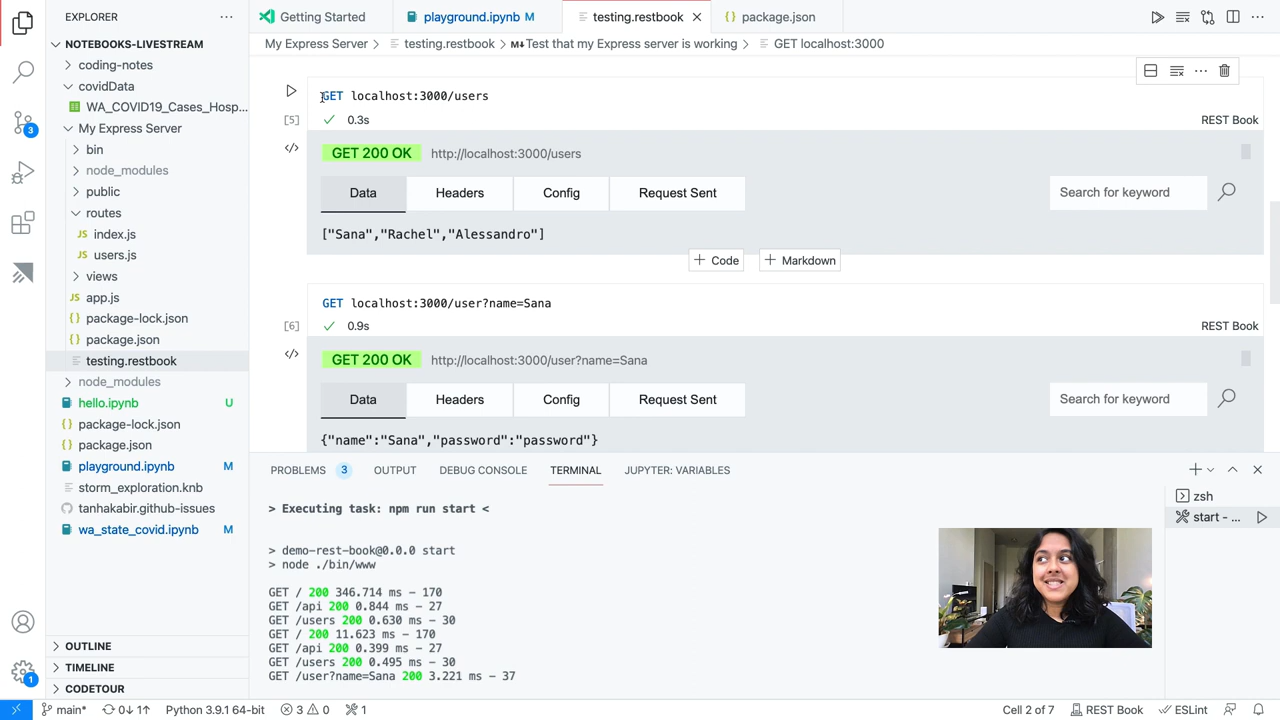 EXPLORER
Getting Started
playground.ipynb M
testing.restbook
package.json
NOTEBOOKS-LIVESTREAM
My Express Server
testing.restbook
Test that my Express server is working
GET localhost:3000
coding-notes
covidData
WA_COVID19_Cases_Hosp...
My Express Server
bin
node_modules
public
routes
index.js
users.js
views
app.js
package-lock.json
package.json
testing.restbook
node_modules
hello.ipynb U
package-lock.json
package.json
playground.ipynb M
storm_exploration.knb
tanhakabir.github-issues
wa_state_covid.ipynb M
OUTLINE
TIMELINE
CODETOUR
3
1
GET localhost:3000/users
[5]
0.3s
REST Book
GET 200 OK http://localhost:3000/users
Data Headers Config Request Sent
Search for keyword
["Sana","Rachel","Alessandro"]
+ Code
+ Markdown
GET localhost:3000/user?name=Sana
[6]
0.9s
REST Book
GET 200 OK http://localhost:3000/user?name=Sana
Data Headers Config Request Sent
Search for keyword
{"name":"Sana","password":"password"}
PROBLEMS 3 OUTPUT DEBUG CONSOLE TERMINAL JUPYTER: VARIABLES
> Executing task: npm run start <
> demo-rest-book@0.0.0 start
> node ./bin/www
GET / 200 346.714 ms - 170
GET /api 200 0.844 ms - 27
GET /users 200 0.630 ms - 30
GET / 200 11.623 ms - 170
GET /api 200 0.399 ms - 27
GET /users 200 0.495 ms - 30
GET /user?name=Sana 200 3.221 ms - 37
zsh
start - ...
main* 0↓ 1↑ Python 3.9.1 64-bit 3 0 1
Cell 2 of 7 REST Book ESLint